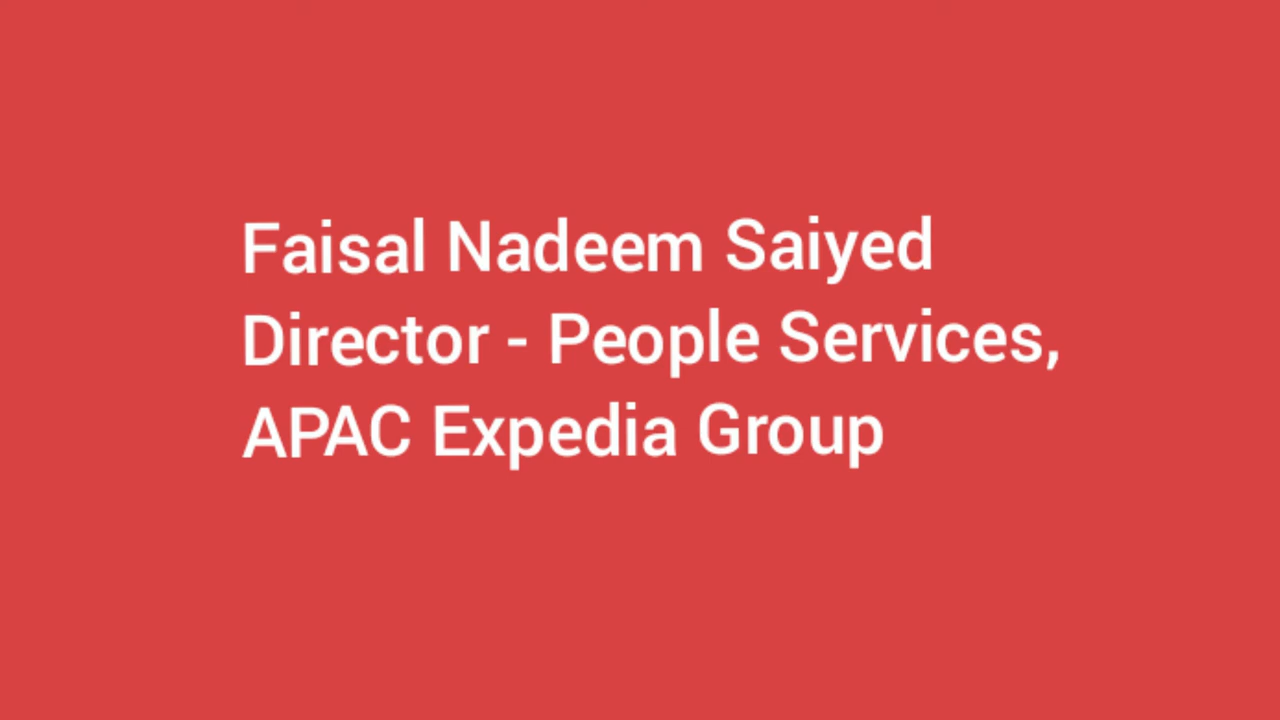 Faisal Nadeem Saiyed
Director - People Services,
APAC Expedia Group